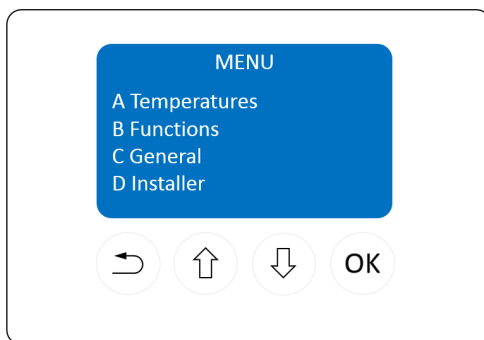 MENU
A Temperatures
B Functions
C General
D Installer
OK